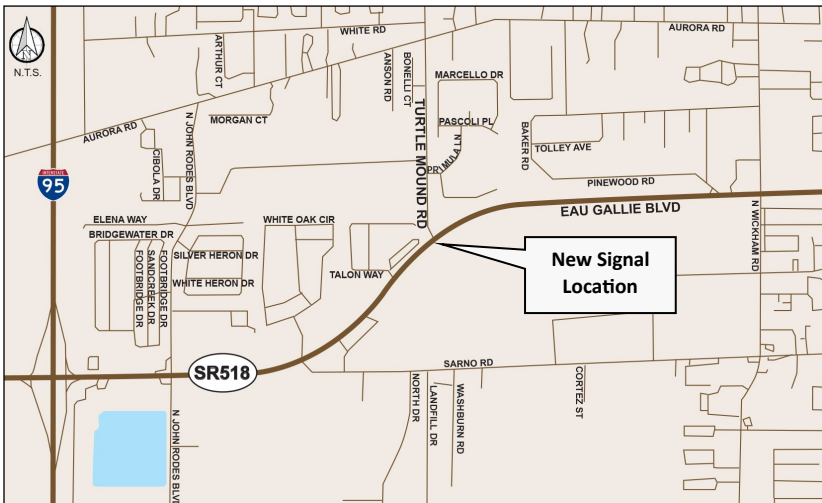 WHITE RD
AURORA RD
N
N.T.S.
ARTHUR CT
ANSON RD
BONELLI CT
MARCELLO DR
TURTLE MOUND RD
MORGAN CT
PASCOLI PL
AURORA RD
N JOHN RODES BLVD
CIBOLA DR
PRIMULA LN
BAKER RD
TOLLEY AVE
INTERSTATE
95
PINEWOOD RD
EAU GALLIE BLVD
N WICKHAM RD
ELENA WAY
WHITE OAK CIR
BRIDGEWATER DR
SILVER HERON DR
WHITE HERON DR
TALON WAY
FOOTBRIDGE DR
SANDCREEK DR
FOOTBRIDGE DR
New Signal
Location
SARNO RD
SR518
NORTH DR
LANDFILL DR
WASHBURN RD
CORTEZ ST
N JOHN RODES BLVD